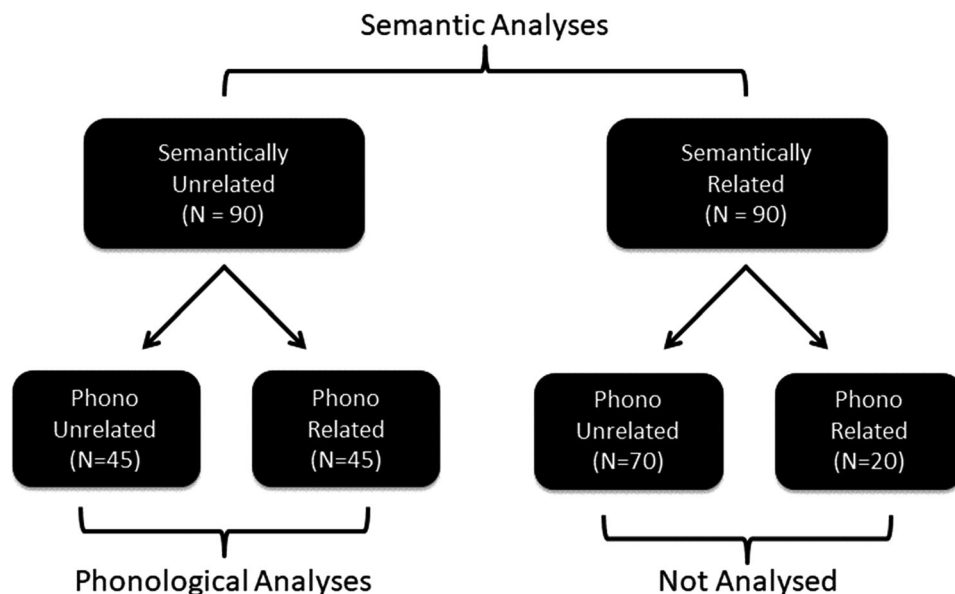 Semantic Analyses
Semantically
Unrelated
(N = 90)
Semantically
Related
(N = 90)
Phono
Unrelated
(N=45)
Phono
Related
(N=45)
Phono
Unrelated
(N=70)
Phono
Related
(N=20)
Phonological Analyses
Not Analysed